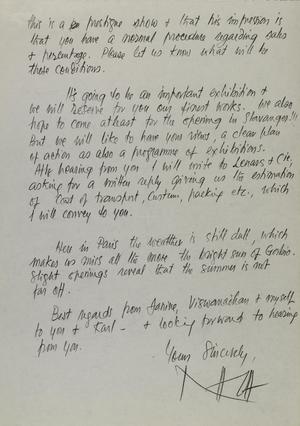 this is a prestigue show & that his impression is
that you have a normal procedure regarding sales
& percentage. Please let us know what will be
these conditions.
It's going to be an important exhibition &
we will reserve for you our finest works. We also
hope to come atleast for the opening in Stavanger!!!
But we will like to have your views, a clear plan
of action as also a programme of exhibitions.
After hearing from you I will write to Lenars & Cie,
asking for a written reply giving us the estimation
of Cost of transport, Custom, packing etc., which
I will convey to you.
Here in Paris the weather is still dull, which
makes us miss all the more the bright sun of Gorbio.
Slight openings reveal that the summer is not
far off.
Best regards from Janine, Viswanadhan & myself
to you & Karl - & looking forward to hearing
from you.
Yours Sincerely,